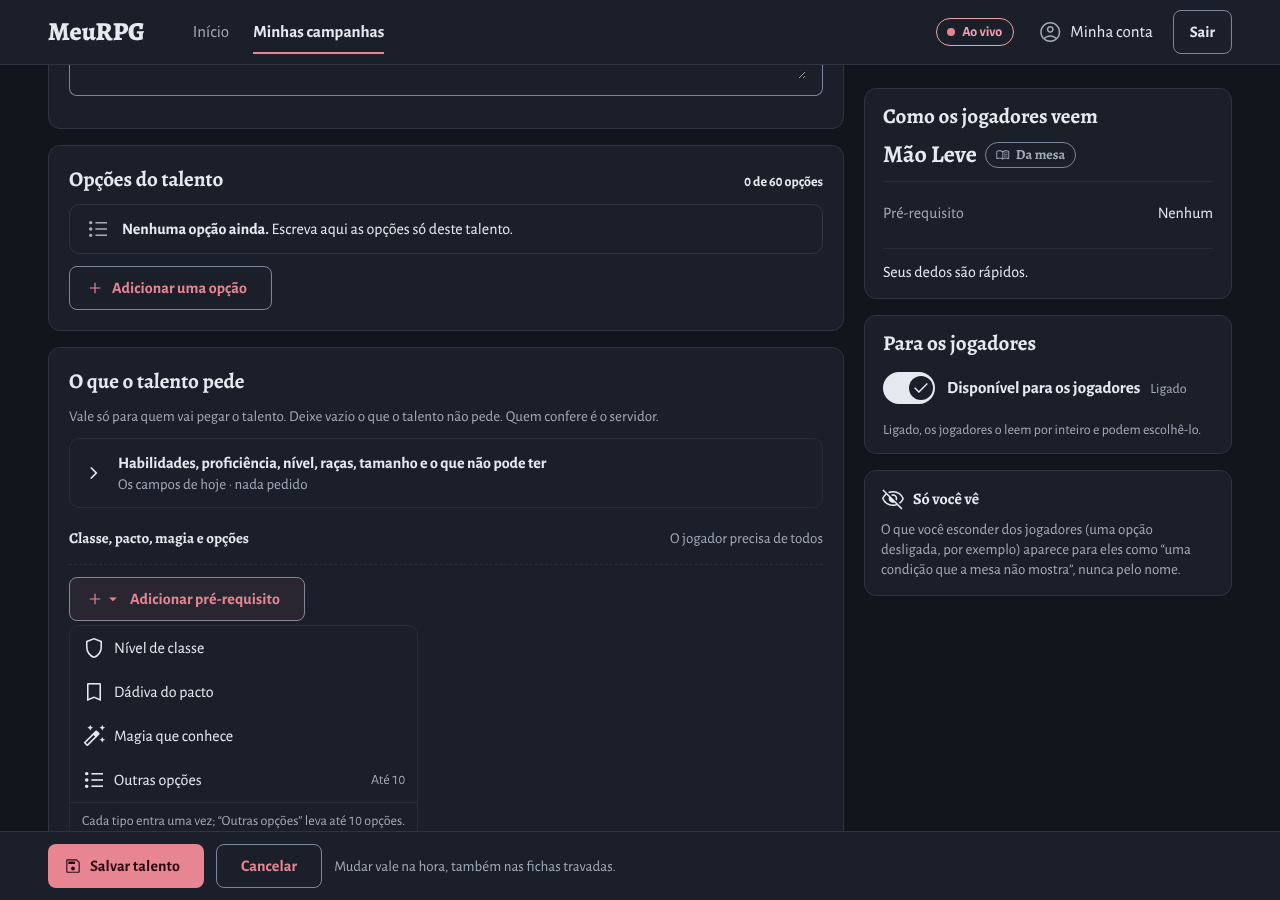 MeuRPG
Início
Minhas campanhas
Ao vivo
Minha conta
Sair
Opções do talento
0 de 60 opções
Nenhuma opção ainda. Escreva aqui as opções só deste talento.
Adicionar uma opção
O que o talento pede
Vale só para quem vai pegar o talento. Deixe vazio o que o talento não pede. Quem confere é o servidor.
Habilidades, proficiência, nível, raças, tamanho e o que não pode ter
Os campos de hoje · nada pedido
Classe, pacto, magia e opções
O jogador precisa de todos
Adicionar pré-requisito
Nível de classe
Dádiva do pacto
Magia que conhece
Outras opções
Até 10
Cada tipo entra uma vez; “Outras opções” leva até 10 opções.
Como os jogadores veem
Mão Leve
Da mesa
Pré-requisito
Nenhum
Seus dedos são rápidos.
Para os jogadores
Disponível para os jogadores
Ligado
Ligado, os jogadores o leem por inteiro e podem escolhê-lo.
Só você vê
O que você esconder dos jogadores (uma opção
desligada, por exemplo) aparece para eles como “uma
condição que a mesa não mostra”, nunca pelo nome.
Salvar talento
Cancelar
Mudar vale na hora, também nas fichas travadas.